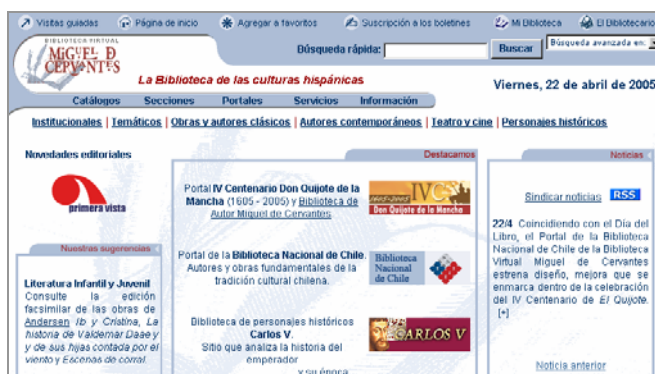 Visitas guiadas Página de inicio Agregar a favoritos Suscripción a los boletines Mi Biblioteca El Bibliotecario
BIBLIOTECA VIRTUAL
MIGUEL DE
CERVANTES
Búsqueda rápida: Buscar Búsqueda avanzada en:
La Biblioteca de las culturas hispánicas
Viernes, 22 de abril de 2005
Catálogos Secciones Portales Servicios Información
Institucionales | Temáticos | Obras y autores clásicos | Autores contemporáneos | Teatro y cine | Personajes históricos
Novedades editoriales
primera vista
Nuestras sugerencias
Literatura Infantil y Juvenil
Consulte la edición
facsimilar de las obras de
Andersen Ib y Cristina, La
historia de Valdemar Daae y
y de sus hijas contada por el
viento y Escenas de corral.
Destacamos
Portal IV Centenario Don Quijote de la
Mancha (1605 - 2005) y Biblioteca de
Autor Miguel de Cervantes
1605-2005 IVC
Don Quijote de la Mancha
Portal de la Biblioteca Nacional de Chile.
Autores y obras fundamentales de la
tradición cultural chilena.
Biblioteca
Nacional
de Chile
Biblioteca de personajes históricos
Carlos V.
Sitio que analiza la historia del
emperador
y su época
CARLOS V
Noticias
Sindicar noticias RSS
22/4 Coincidiendo con el Día del
Libro, el Portal de la Biblioteca
Nacional de Chile de la Biblioteca
Virtual Miguel de Cervantes
estrena diseño, mejora que se
enmarca dentro de la celebración
del IV Centenario de El Quijote.
[+]
Noticia anterior